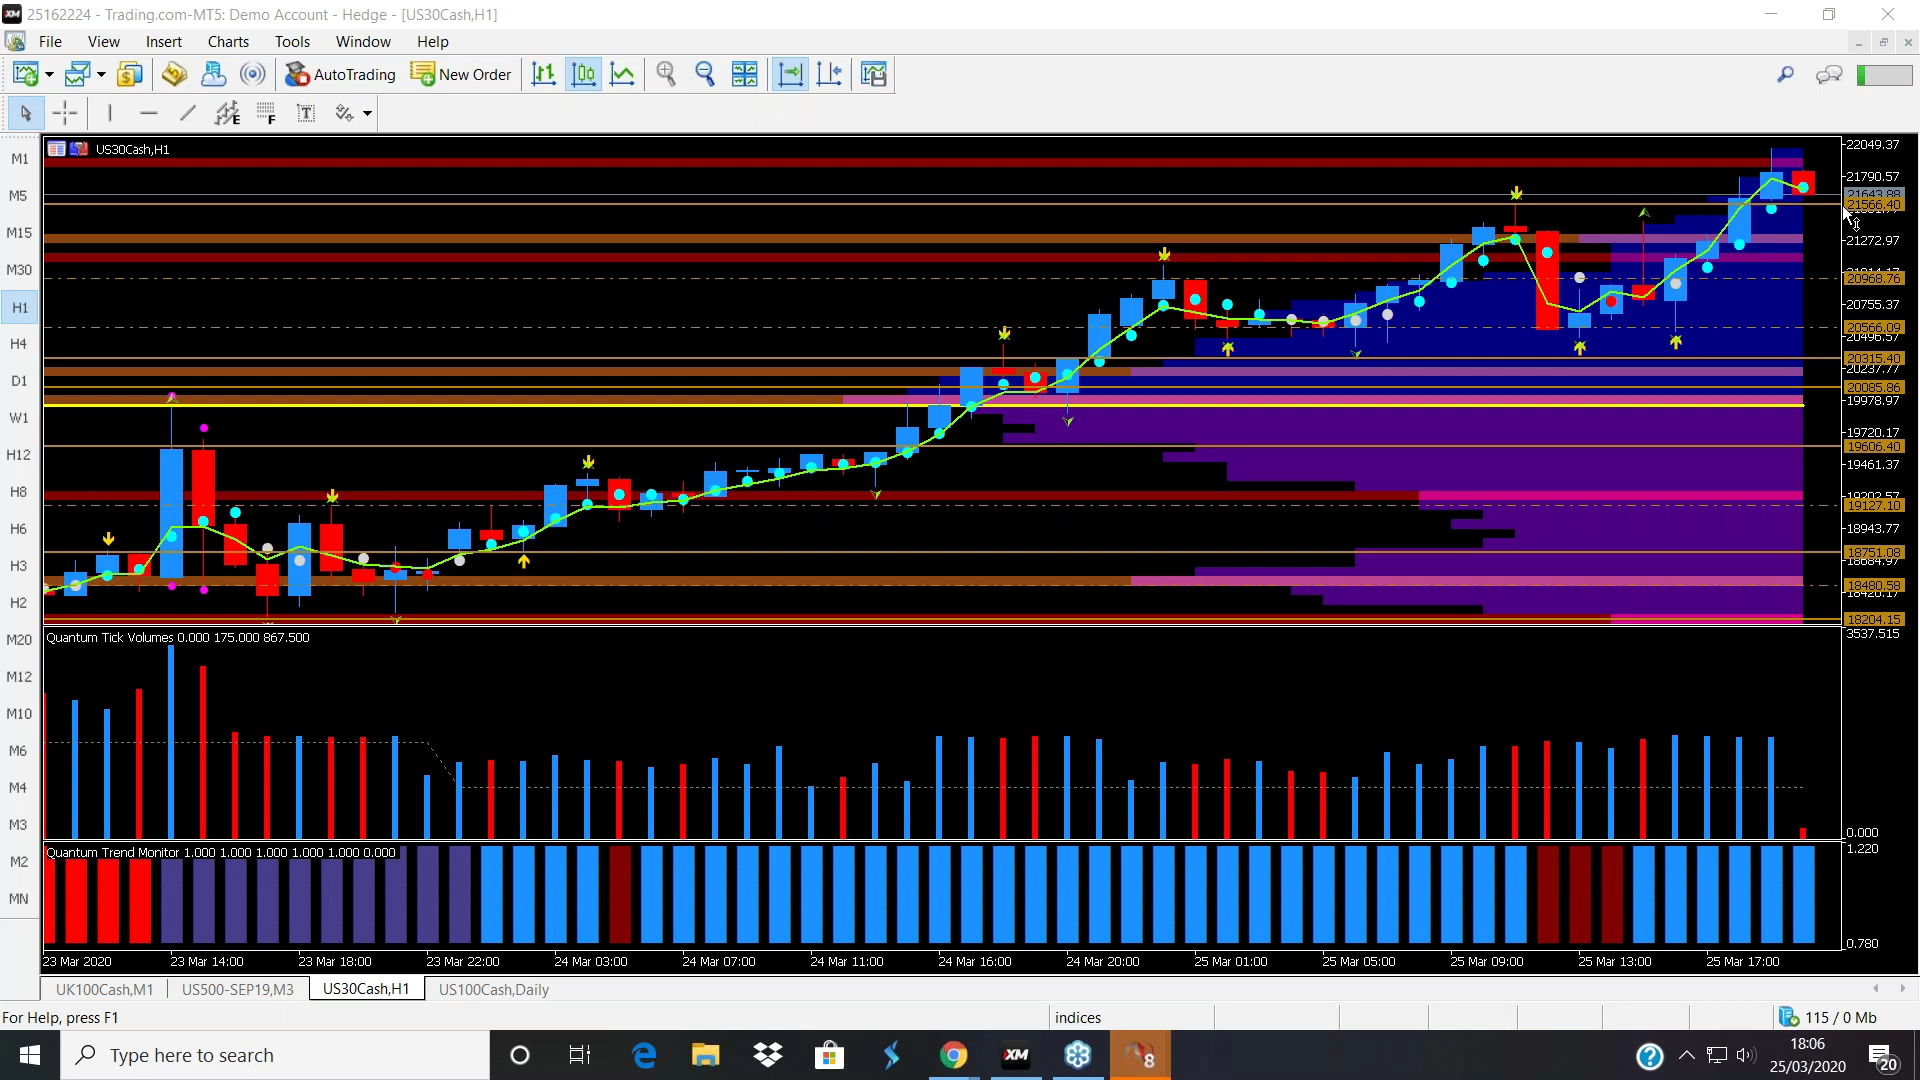 XM 25162224 - Trading.com-MT5: Demo Account - Hedge - [US30Cash,H1]
File View Insert Charts Tools Window Help
AutoTrading New Order
E F T
US30Cash,H1
M1
M5
M15
M30
H1
H4
D1
W1
H12
H8
H6
H3
H2
M20
M12
M10
M6
M4
M3
M2
MN
22049.37
21790.57
21643.88
21566.40
21272.97
20968.76
20755.37
20566.09
20496.57
20315.40
20237.77
20085.86
19978.97
19720.17
19606.40
19461.37
19202.57
19127.10
18943.77
18751.08
18684.97
18480.58
18204.15
Quantum Tick Volumes 0.000 175.000 867.500
3537.515
0.000
Quantum Trend Monitor 1.000 1.000 1.000 1.000 1.000 0.000
1.220
0.780
23 Mar 2020 23 Mar 14:00 23 Mar 18:00 23 Mar 22:00 24 Mar 03:00 24 Mar 07:00 24 Mar 11:00 24 Mar 16:00 24 Mar 20:00 25 Mar 01:00 25 Mar 05:00 25 Mar 09:00 25 Mar 13:00 25 Mar 17:00
UK100Cash,M1 US500-SEP19,M3 US30Cash,H1 US100Cash,Daily
For Help, press F1 indices 115 / 0 Mb
Type here to search XM 8 18:06
25/03/2020 20